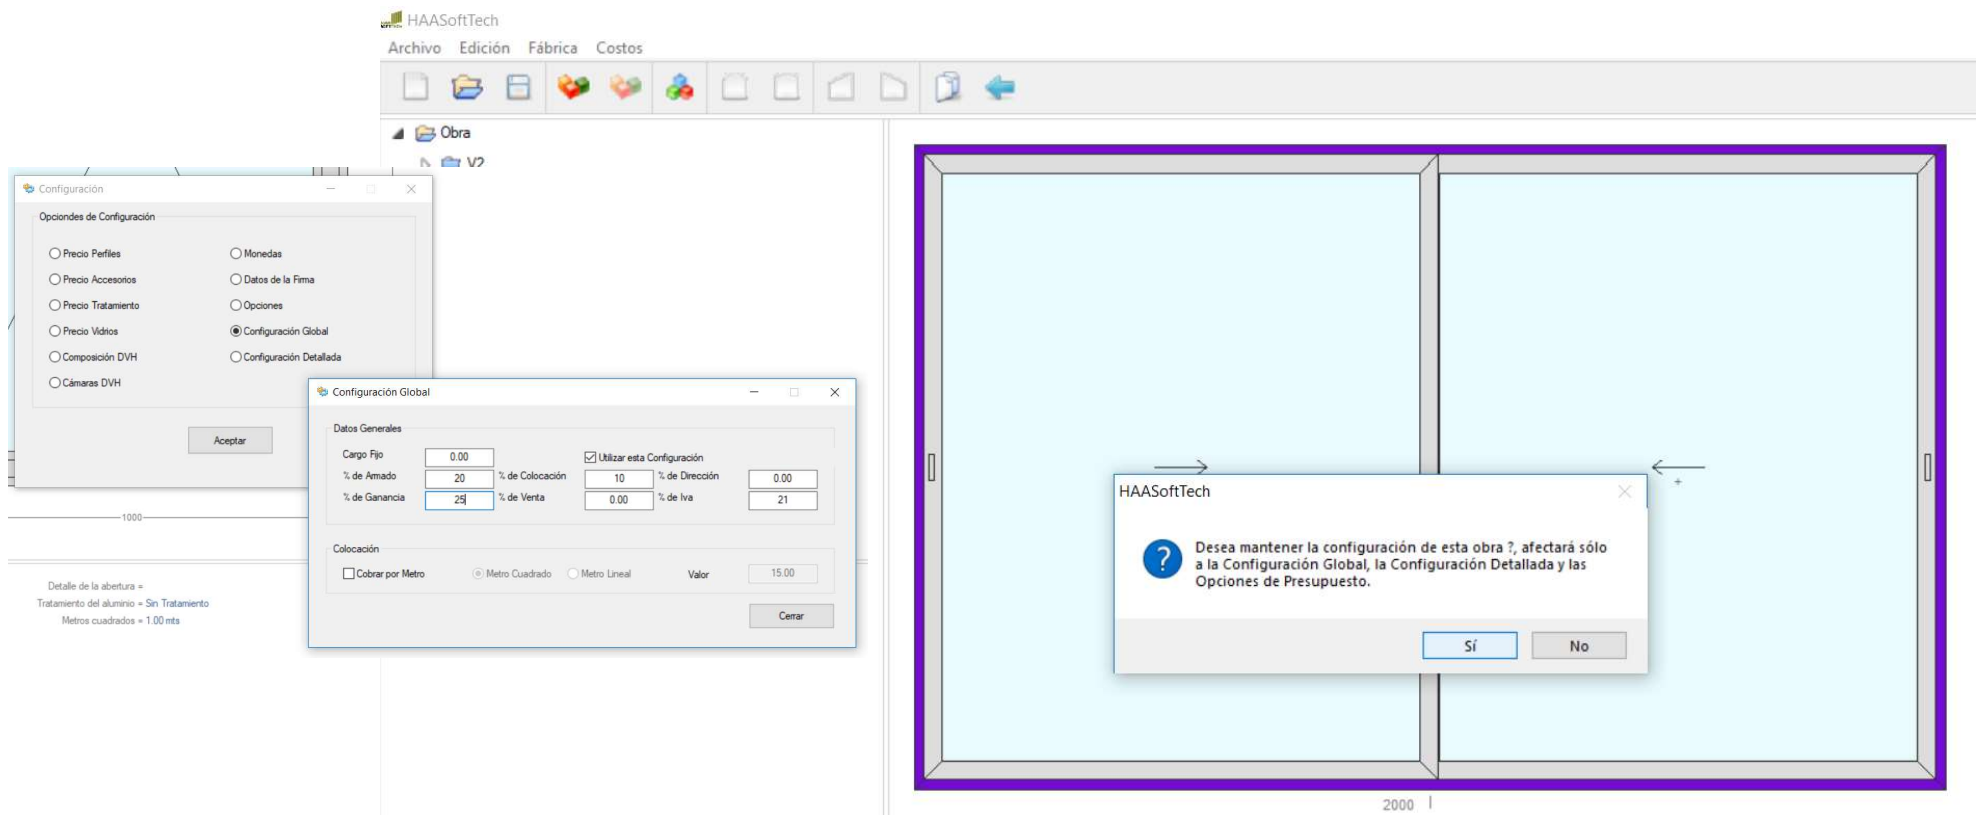 HAASoftTech
Archivo Edición Fábrica Costos
Obra
V2
Configuración
Opciondes de Configuración
Precio Perfiles Monedas
Precio Accesorios Datos de la Firma
Precio Tratamiento Opciones
Precio Vidrios Configuración Global
Composición DVH Configuración Detallada
Cámaras DVH
Aceptar
Configuración Global
Datos Generales
Cargo Fijo 0.00 Utilizar esta Configuración
% de Armado 20 % de Colocación 10 % de Dirección 0.00
% de Ganancia 25 % de Venta 0.00 % de Iva 21
Colocación
Cobrar por Metro Metro Cuadrado Metro Lineal Valor 15.00
Cerrar
1000
Detalle de la abertura =
Tratamiento del aluminio = Sin Tratamiento
Metros cuadrados = 1.00 mts
HAASoftTech
Desea mantener la configuración de esta obra ?, afectará sólo
a la Configuración Global, la Configuración Detallada y las
Opciones de Presupuesto.
Sí No
2000